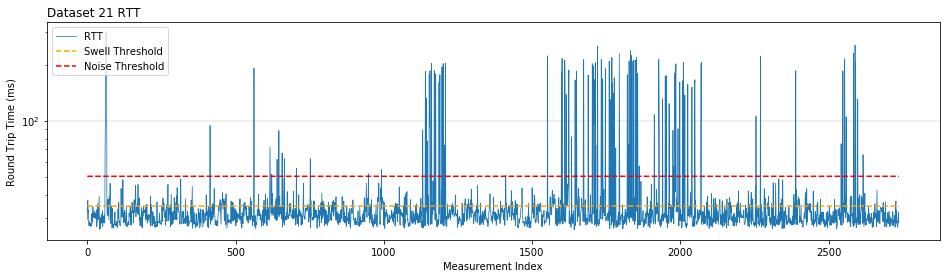 Dataset 21 RTT
RTT
Swell Threshold
Noise Threshold
Round Trip Time (ms)
10²
0
500
1000
1500
2000
2500
Measurement Index